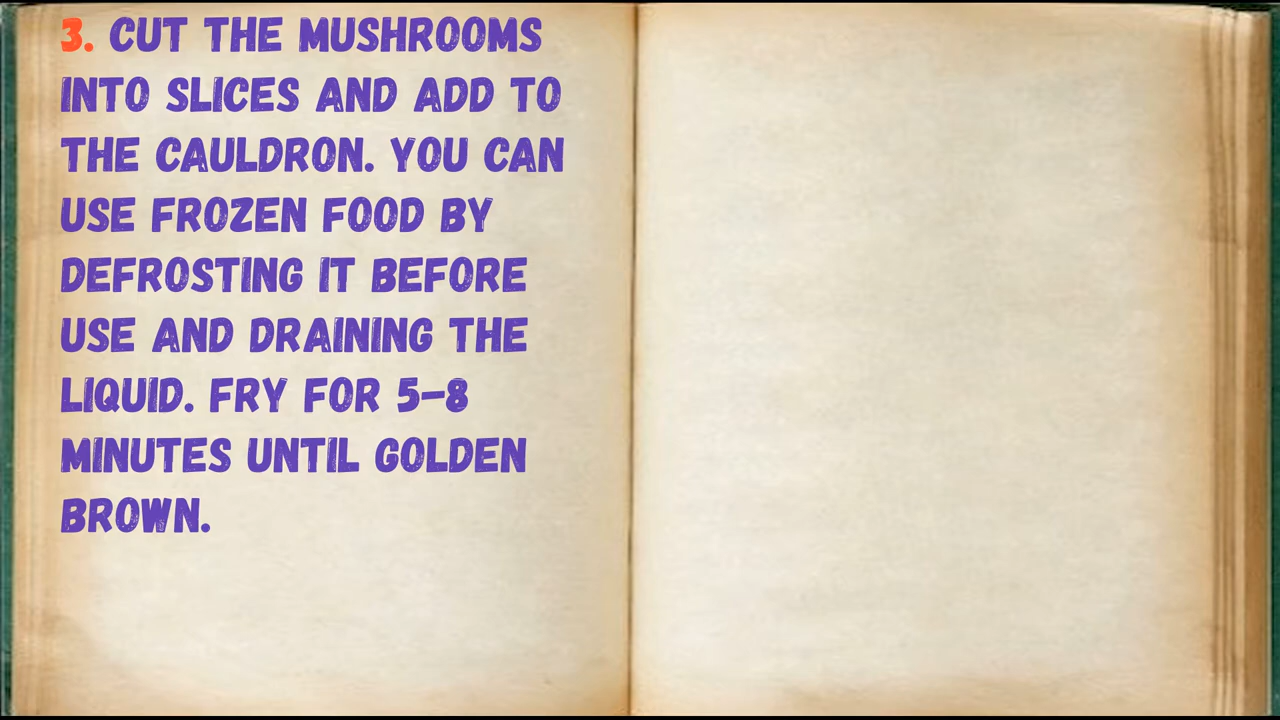 3. CUT THE MUSHROOMS
INTO SLICES AND ADD TO
THE CAULDRON. YOU CAN
USE FROZEN FOOD BY
DEFROSTING IT BEFORE
USE AND DRAINING THE
LIQUID. FRY FOR 5-8
MINUTES UNTIL GOLDEN
BROWN.